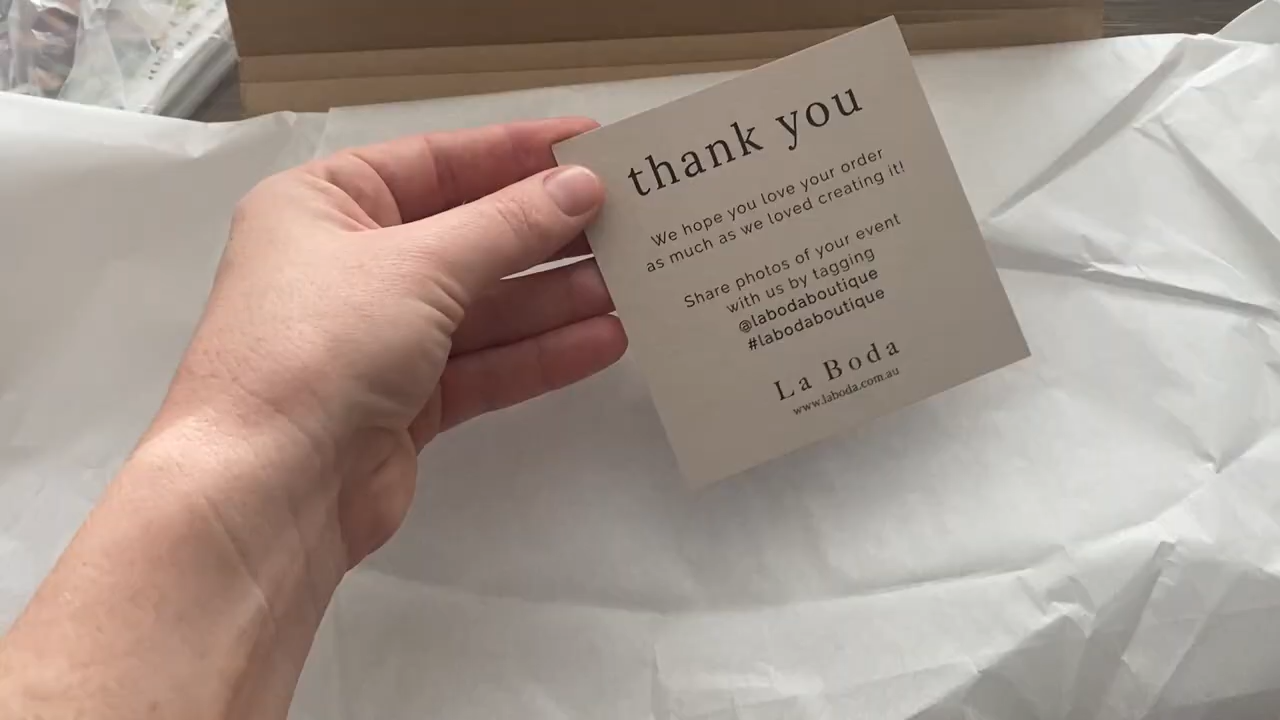 thank you
We hope you love your order
as much as we loved creating it!
Share photos of your event
with us by tagging
@labodaboutique
#labodaboutique
La Boda
www.laboda.com.au